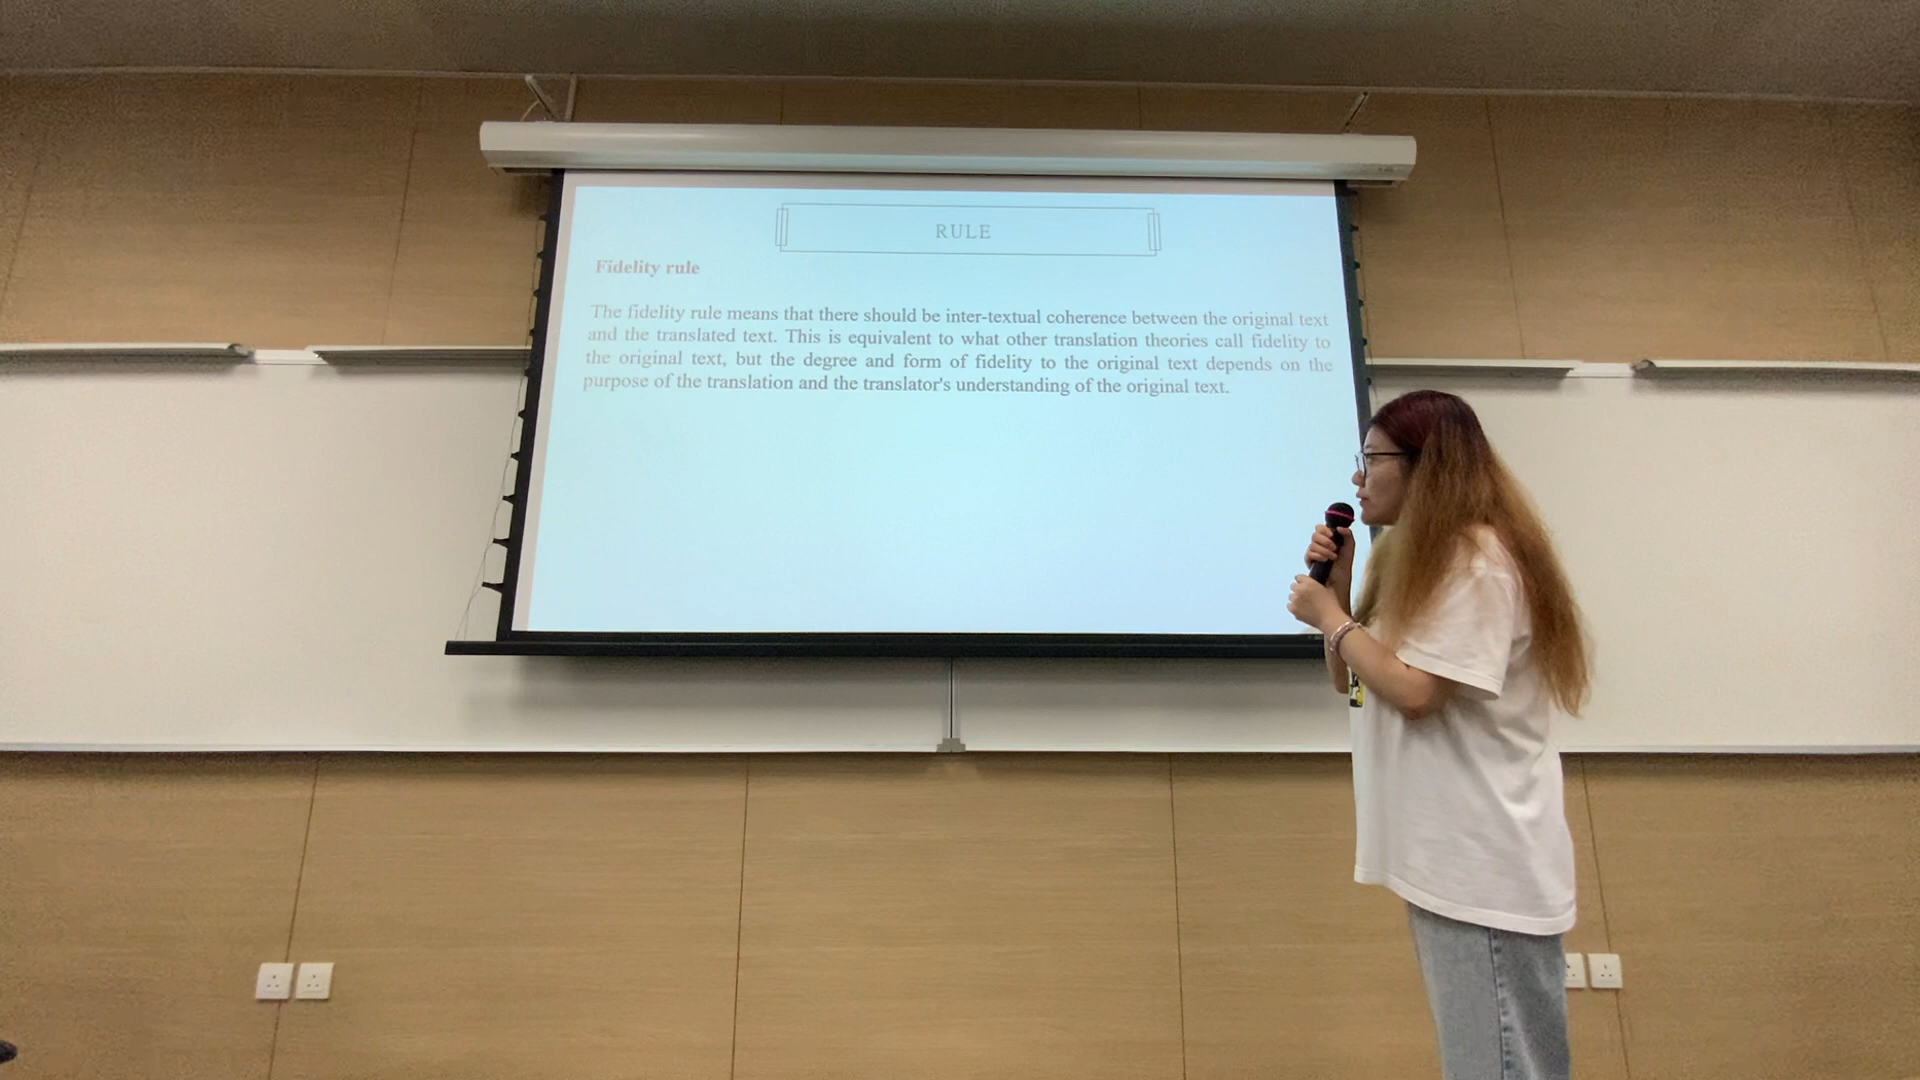 RULE
Fidelity rule
The fidelity rule means that there should be inter-textual coherence between the original text
and the translated text. This is equivalent to what other translation theories call fidelity to
the original text, but the degree and form of fidelity to the original text depends on the
purpose of the translation and the translator's understanding of the original text.